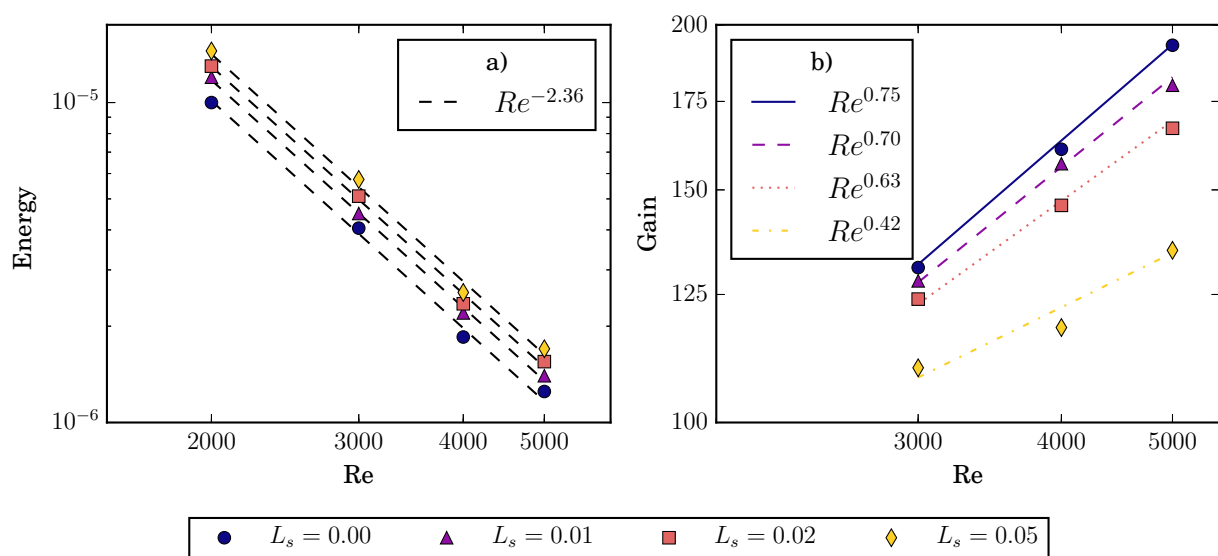 a)
Re^{-2.36}
10^{-5}
10^{-6}
Energy
2000 3000 4000 5000
Re
b)
Re^{0.75}
Re^{0.70}
Re^{0.63}
Re^{0.42}
200
175
150
125
100
Gain
3000 4000 5000
Re
L_s = 0.00 L_s = 0.01 L_s = 0.02 L_s = 0.05